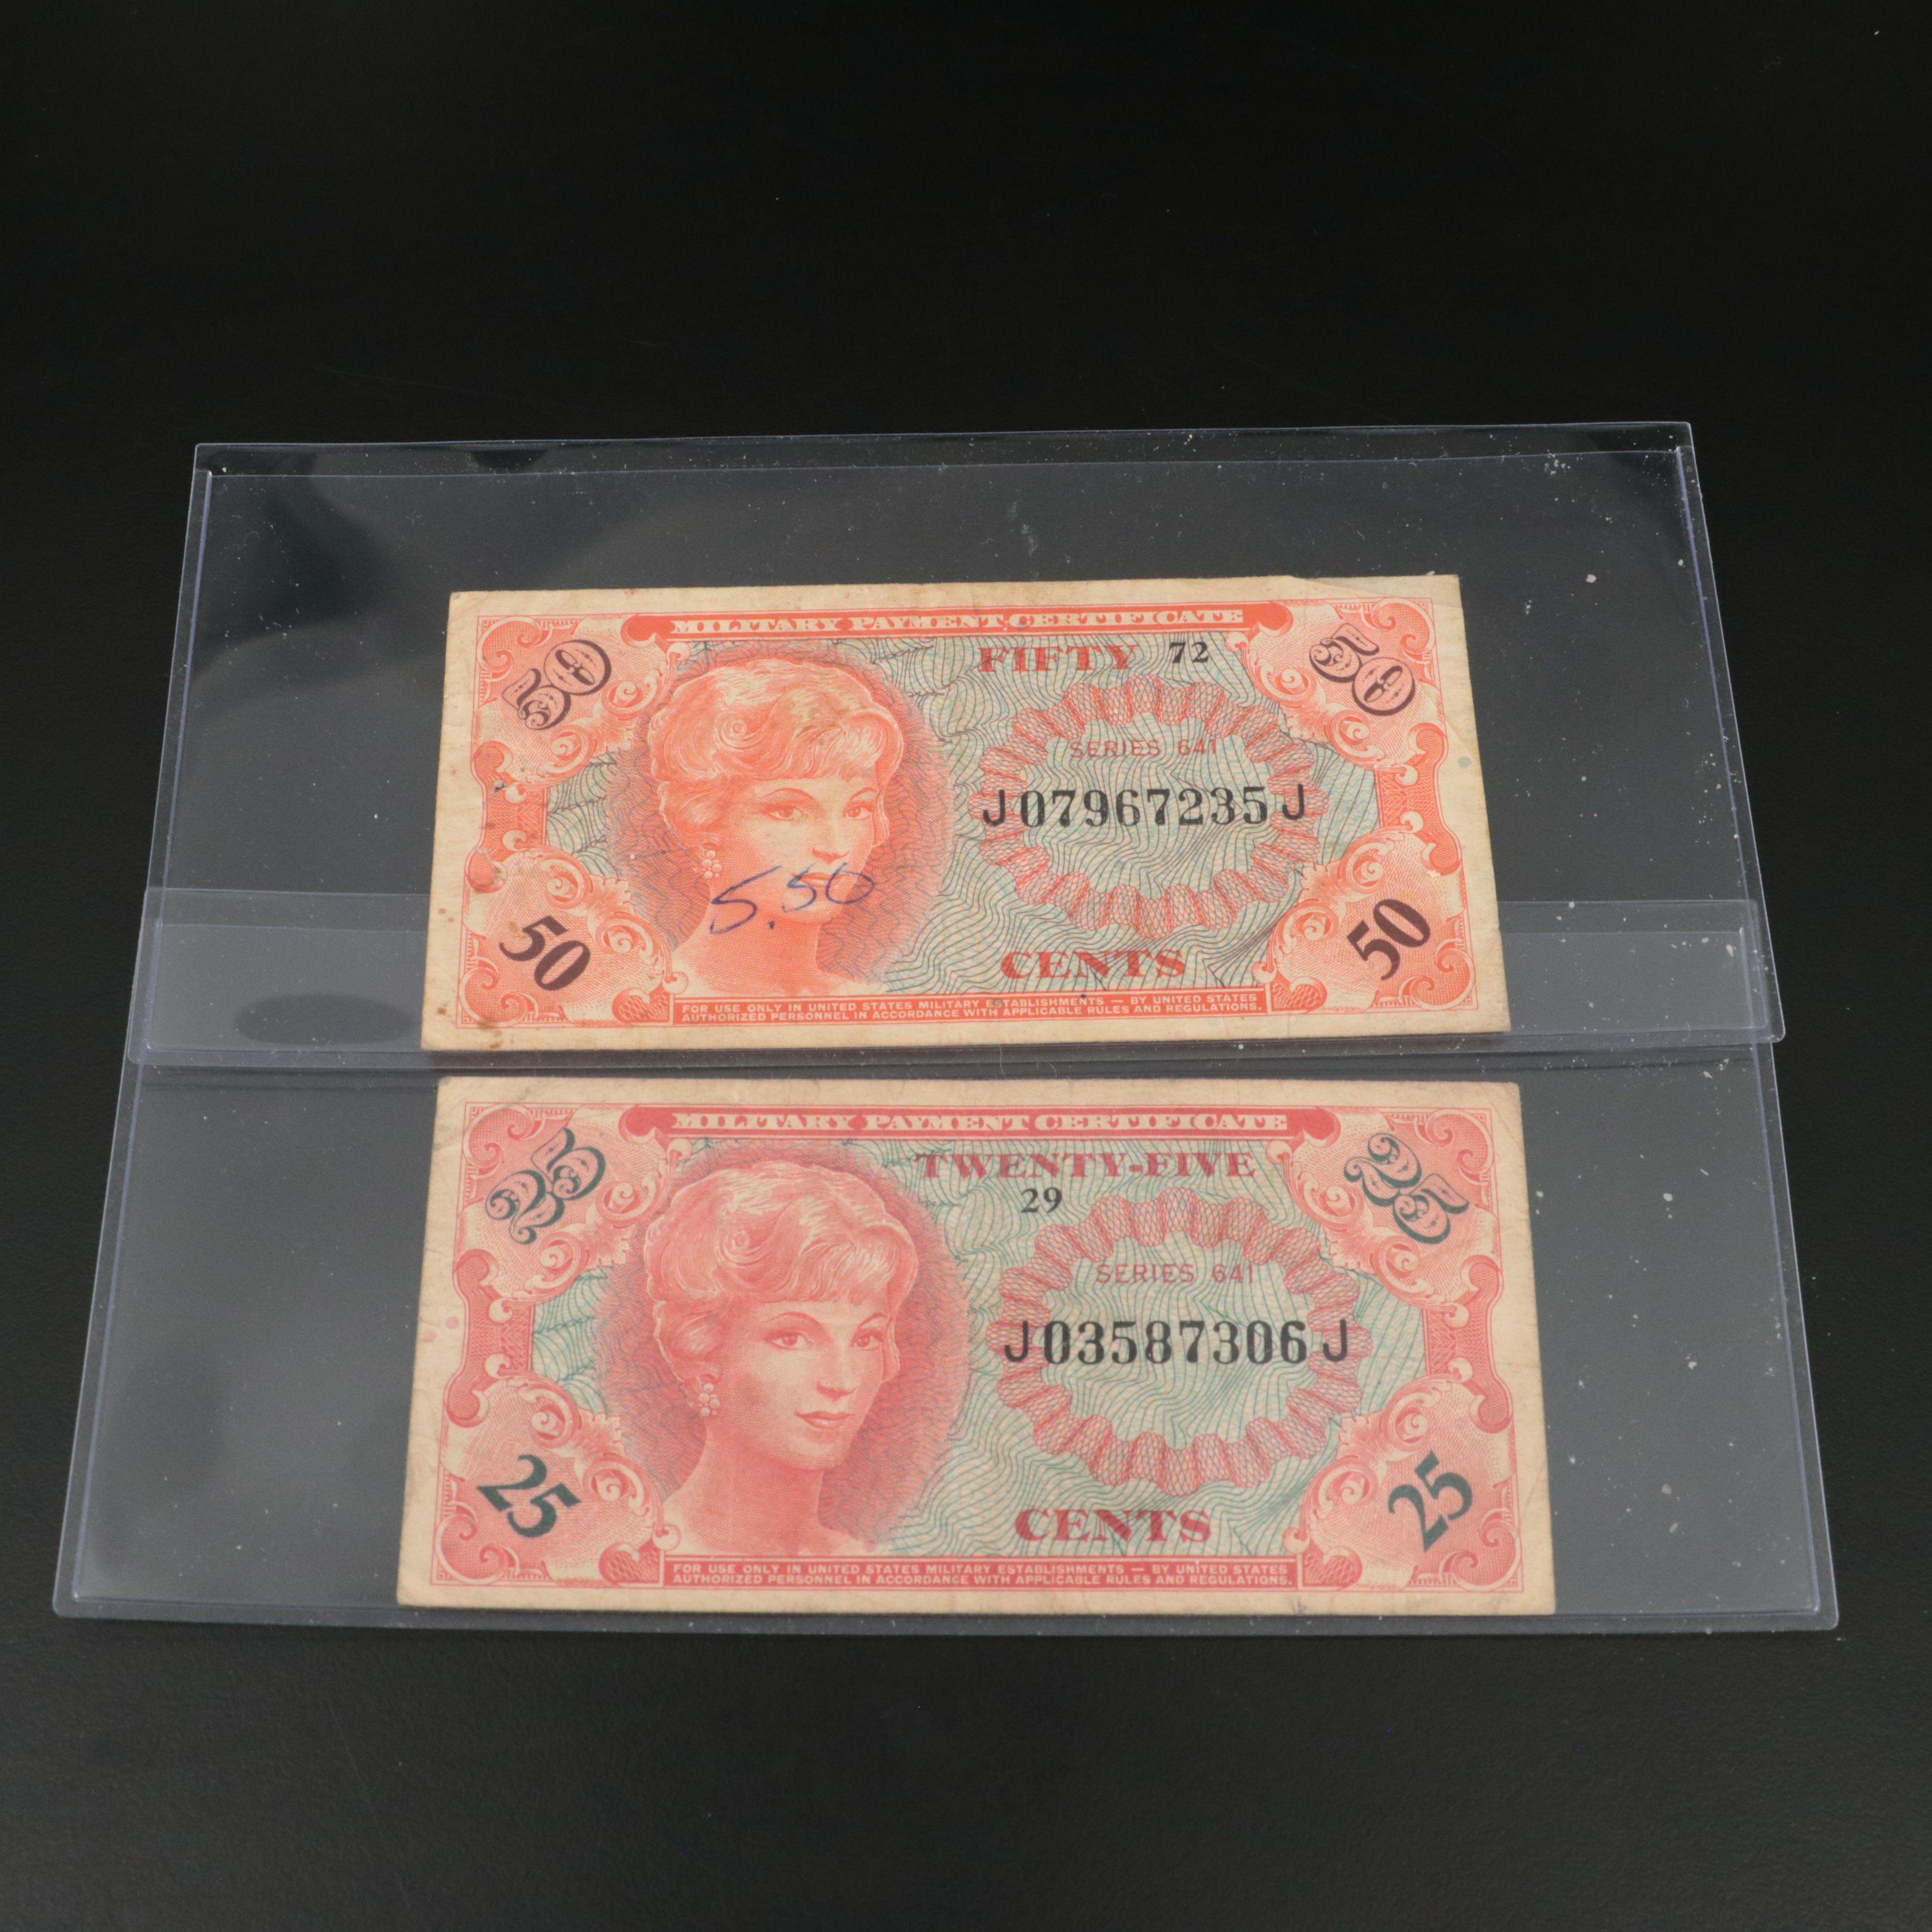 MILITARY PAYMENT CERTIFICATE
50 FIFTY 72 50
SERIES 641
J07967235J
5.50
50 CENTS 50
FOR USE ONLY IN UNITED STATES MILITARY ESTABLISHMENTS — BY UNITED STATES
AUTHORIZED PERSONNEL IN ACCORDANCE WITH APPLICABLE RULES AND REGULATIONS.
MILITARY PAYMENT CERTIFICATE
25 TWENTY-FIVE 25
29
SERIES 641
J03587306J
25 CENTS 25
FOR USE ONLY IN UNITED STATES MILITARY ESTABLISHMENTS — BY UNITED STATES
AUTHORIZED PERSONNEL IN ACCORDANCE WITH APPLICABLE RULES AND REGULATIONS.